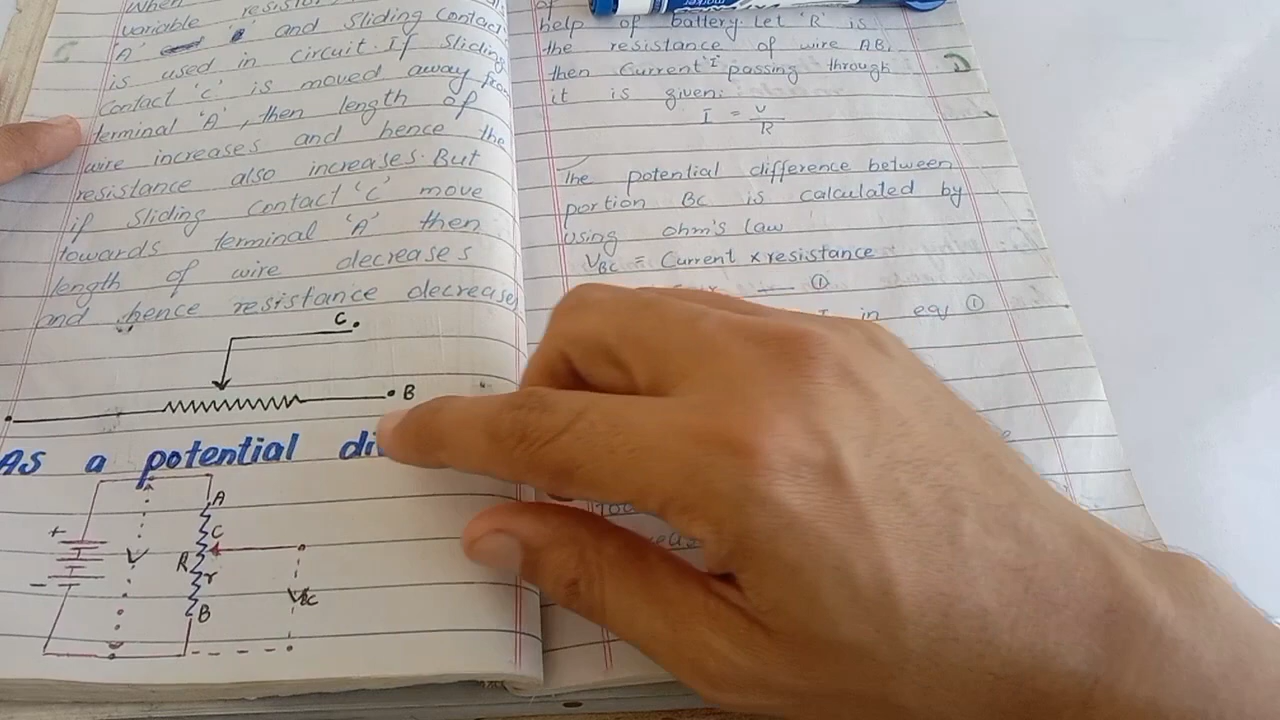 When
variable resistor
'A' and Sliding Contact
is used in circuit. If Sliding
Contact 'C' is moved away from
terminal 'A', then length of
wire increases and hence the
resistance also increases. But
if Sliding Contact 'C' move
towards terminal 'A' then
length of wire decreases
and hence resistance decreases
C
B
As a potential di
A
+
C
V
R
r
-
B
VBC
of
help of battery. Let 'R' is
the resistance of wire AB,
then Current I passing through
it is given:
I = V/R
The potential difference between
portion BC is calculated by
using ohm's law
VBC = Current × resistance
①
in eq ①